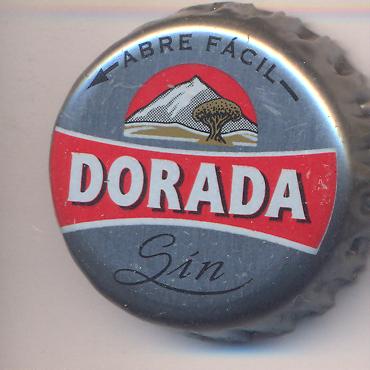 ABRE FÁCIL
DORADA
Sin